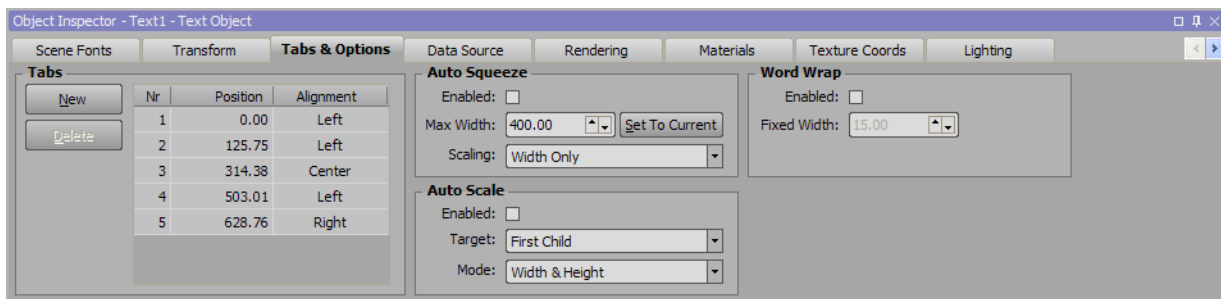 Object Inspector - Text1 - Text Object
Scene Fonts Transform Tabs & Options Data Source Rendering Materials Texture Coords Lighting
Tabs
New
Delete
Nr Position Alignment
1 0.00 Left
2 125.75 Left
3 314.38 Center
4 503.01 Left
5 628.76 Right
Auto Squeeze
Enabled:
Max Width: 400.00 Set To Current
Scaling: Width Only
Auto Scale
Enabled:
Target: First Child
Mode: Width & Height
Word Wrap
Enabled:
Fixed Width: 15.00